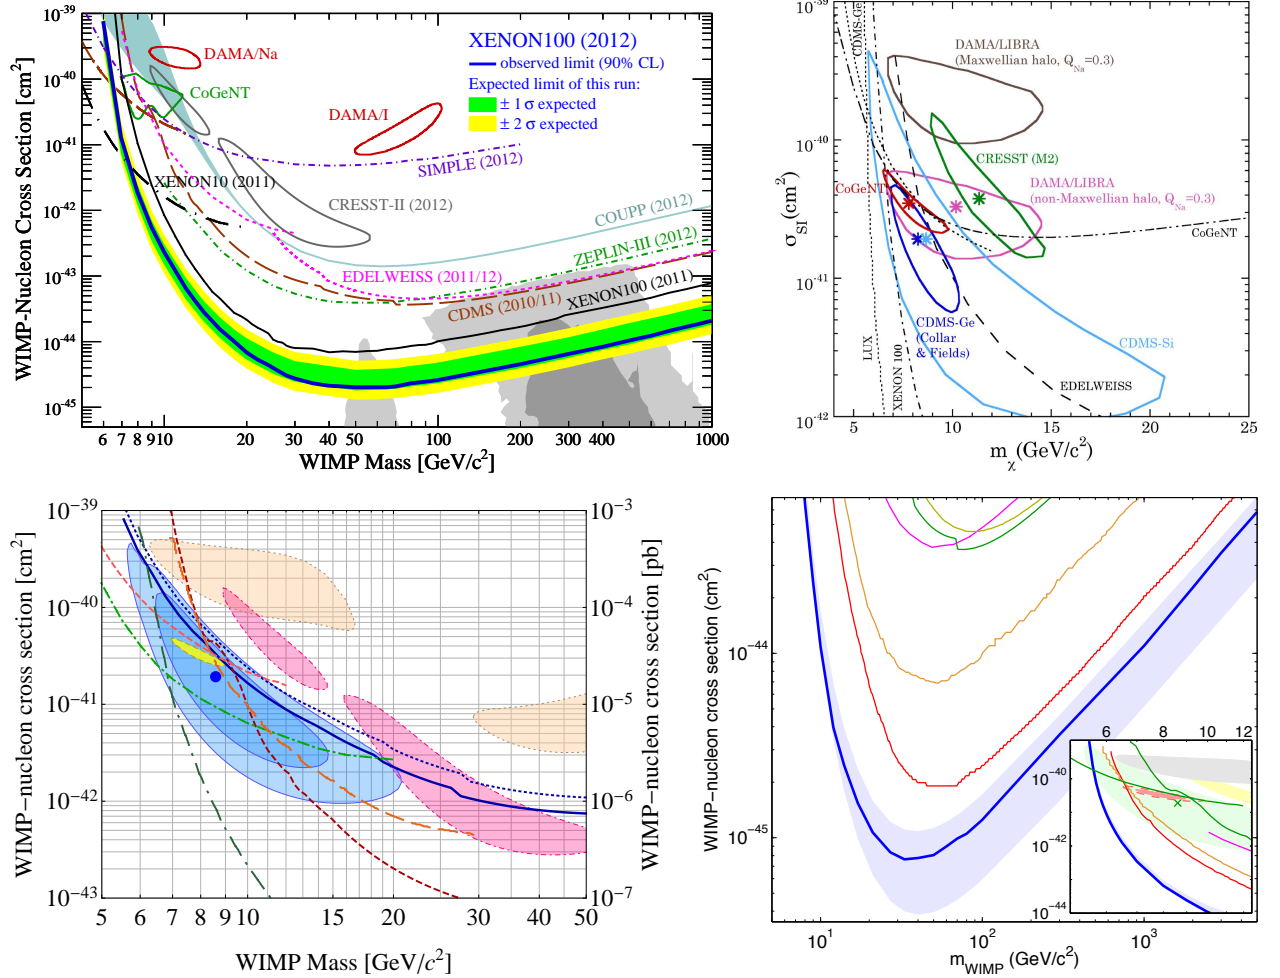 10⁻³⁹
10⁻⁴⁰
10⁻⁴¹
10⁻⁴²
10⁻⁴³
10⁻⁴⁴
10⁻⁴⁵
WIMP-Nucleon Cross Section [cm²]
XENON100 (2012)
observed limit (90% CL)
Expected limit of this run:
± 1 σ expected
± 2 σ expected
DAMA/Na
CoGeNT
DAMA/I
SIMPLE (2012)
XENON10 (2011)
CRESST-II (2012)
COUPP (2012)
ZEPLIN-III (2012)
EDELWEISS (2011/12)
CDMS (2010/11)
XENON100 (2011)
6 7 8 910 20 30 40 50 100 200 300 400 1000
WIMP Mass [GeV/c²]
10⁻³⁹
10⁻⁴⁰
10⁻⁴¹
10⁻⁴²
σSI(cm²)
CDMS-Ge
EDELWEISS
DAMA/LIBRA
(Maxwellian halo, QNa=0.3)
CRESST (M2)
CoGeNT
DAMA/LIBRA
(non-Maxwellian halo, QNa=0.3)
CoGeNT
CDMS-Ge
(Collar
& Fields)
CDMS-Si
LUX
XENON 100
EDELWEISS
5 10 15 20 25
mχ(GeV/c²)
10⁻³⁹
10⁻⁴⁰
10⁻⁴¹
10⁻⁴²
10⁻⁴³
WIMP−nucleon cross section [cm²]
10⁻³
10⁻⁴
10⁻⁵
10⁻⁶
10⁻⁷
WIMP−nucleon cross section [pb]
5 6 7 8 9 10 15 20 30 40 50
WIMP Mass [GeV/c²]
10⁻⁴⁴
10⁻⁴⁵
WIMP−nucleon cross section (cm²)
6 8 10 12
10⁻⁴⁰
10⁻⁴²
10⁻⁴⁴
10¹ 10² 10³
mWIMP (GeV/c²)